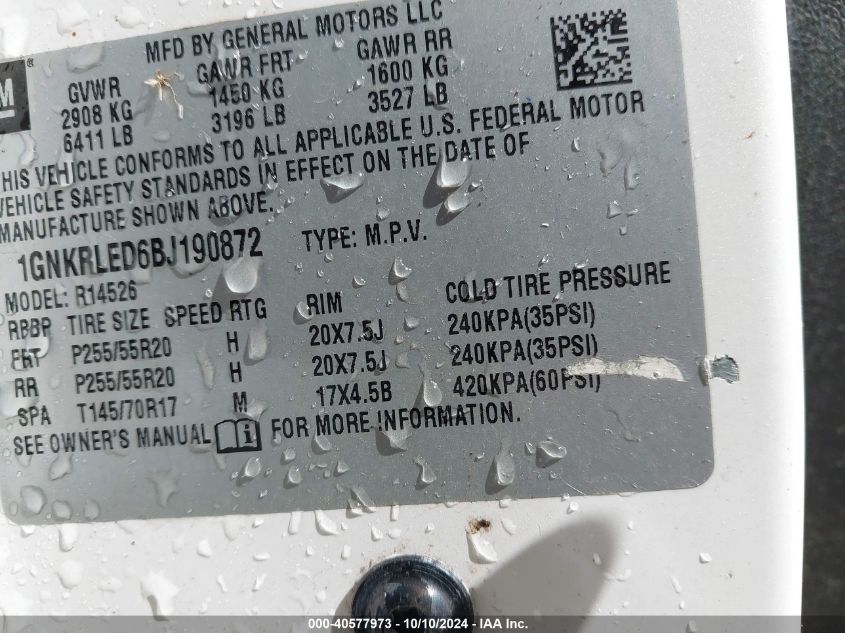 MFD BY GENERAL MOTORS LLC
GM ®
GVWR GAWR FRT GAWR RR
2908 KG 1450 KG 1600 KG
6411 LB 3196 LB 3527 LB
THIS VEHICLE CONFORMS TO ALL APPLICABLE U.S. FEDERAL MOTOR
VEHICLE SAFETY STANDARDS IN EFFECT ON THE DATE OF
MANUFACTURE SHOWN ABOVE.
1GNKRLED6BJ190872 TYPE: M.P.V.
MODEL: R14526
RBBP TIRE SIZE SPEED RTG RIM COLD TIRE PRESSURE
FRT P255/55R20 H 20X7.5J 240KPA(35PSI)
RR P255/55R20 H 20X7.5J 240KPA(35PSI)
SPA T145/70R17 M 17X4.5B 420KPA(60PSI)
SEE OWNER'S MANUAL i FOR MORE INFORMATION.
000-40577973 - 10/10/2024 - IAA Inc.